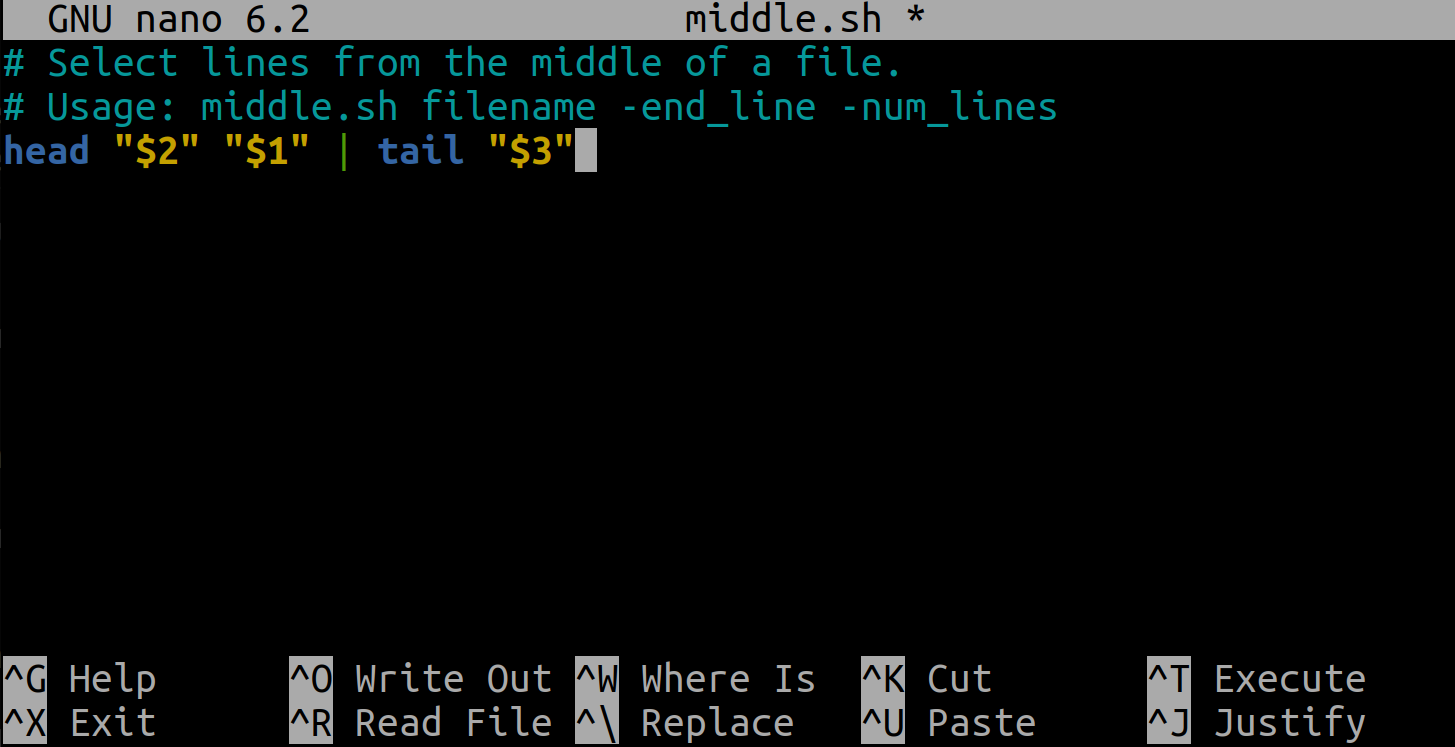 GNU nano 6.2 middle.sh *
# Select lines from the middle of a file.
# Usage: middle.sh filename -end_line -num_lines
head "$2" "$1" | tail "$3"
^G Help ^O Write Out ^W Where Is ^K Cut ^T Execute
^X Exit ^R Read File ^\ Replace ^U Paste ^J Justify